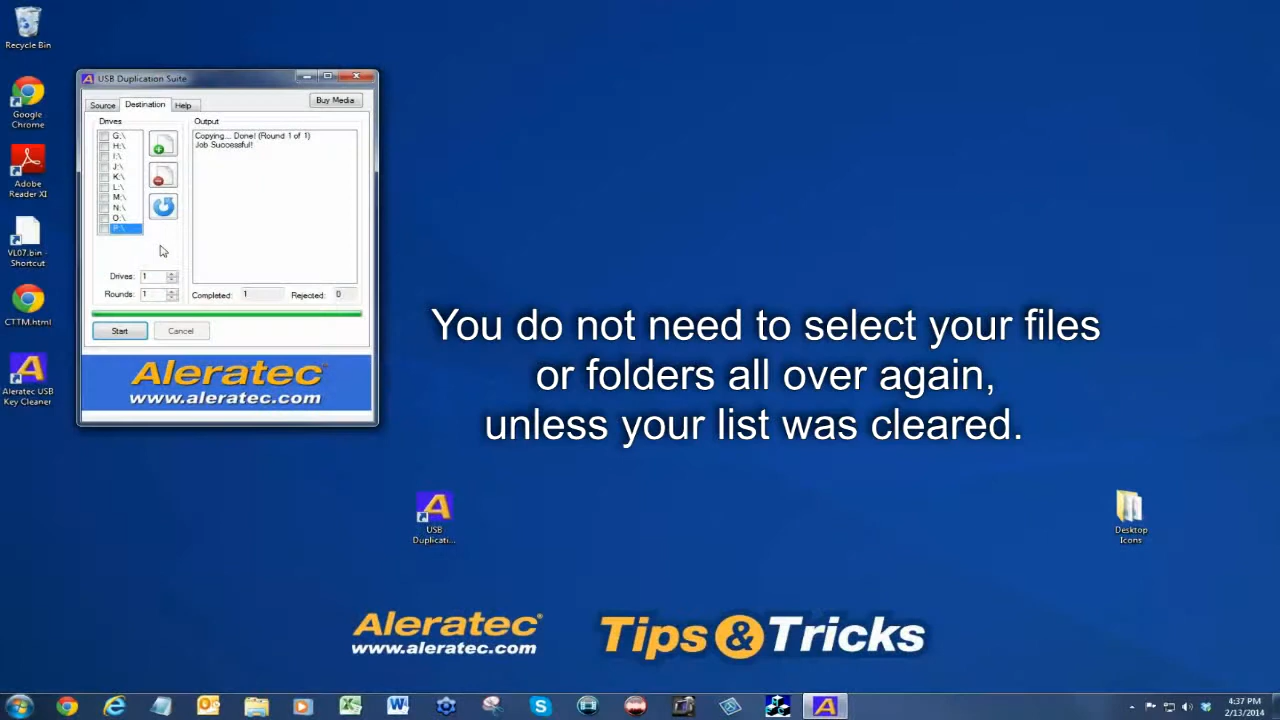 Recycle Bin
Google
Chrome
Adobe
Reader XI
VL07.bin -
Shortcut
CTTM.html
Aleratec USB
Key Cleaner
USB Duplication Suite
Source
Destination
Help
Buy Media
Drives
Output
G:\
H:\
I:\
J:\
K:\
L:\
M:\
N:\
O:\
P:\
Copying... Done! (Round 1 of 1)
Job Successful!
Drives: 1
Rounds: 1
Completed: 1
Rejected: 0
Start
Cancel
Aleratec®
www.aleratec.com
You do not need to select your files
or folders all over again,
unless your list was cleared.
USB
Duplicati...
Desktop
Icons
Aleratec®
www.aleratec.com
Tips & Tricks
4:37 PM
2/13/2014